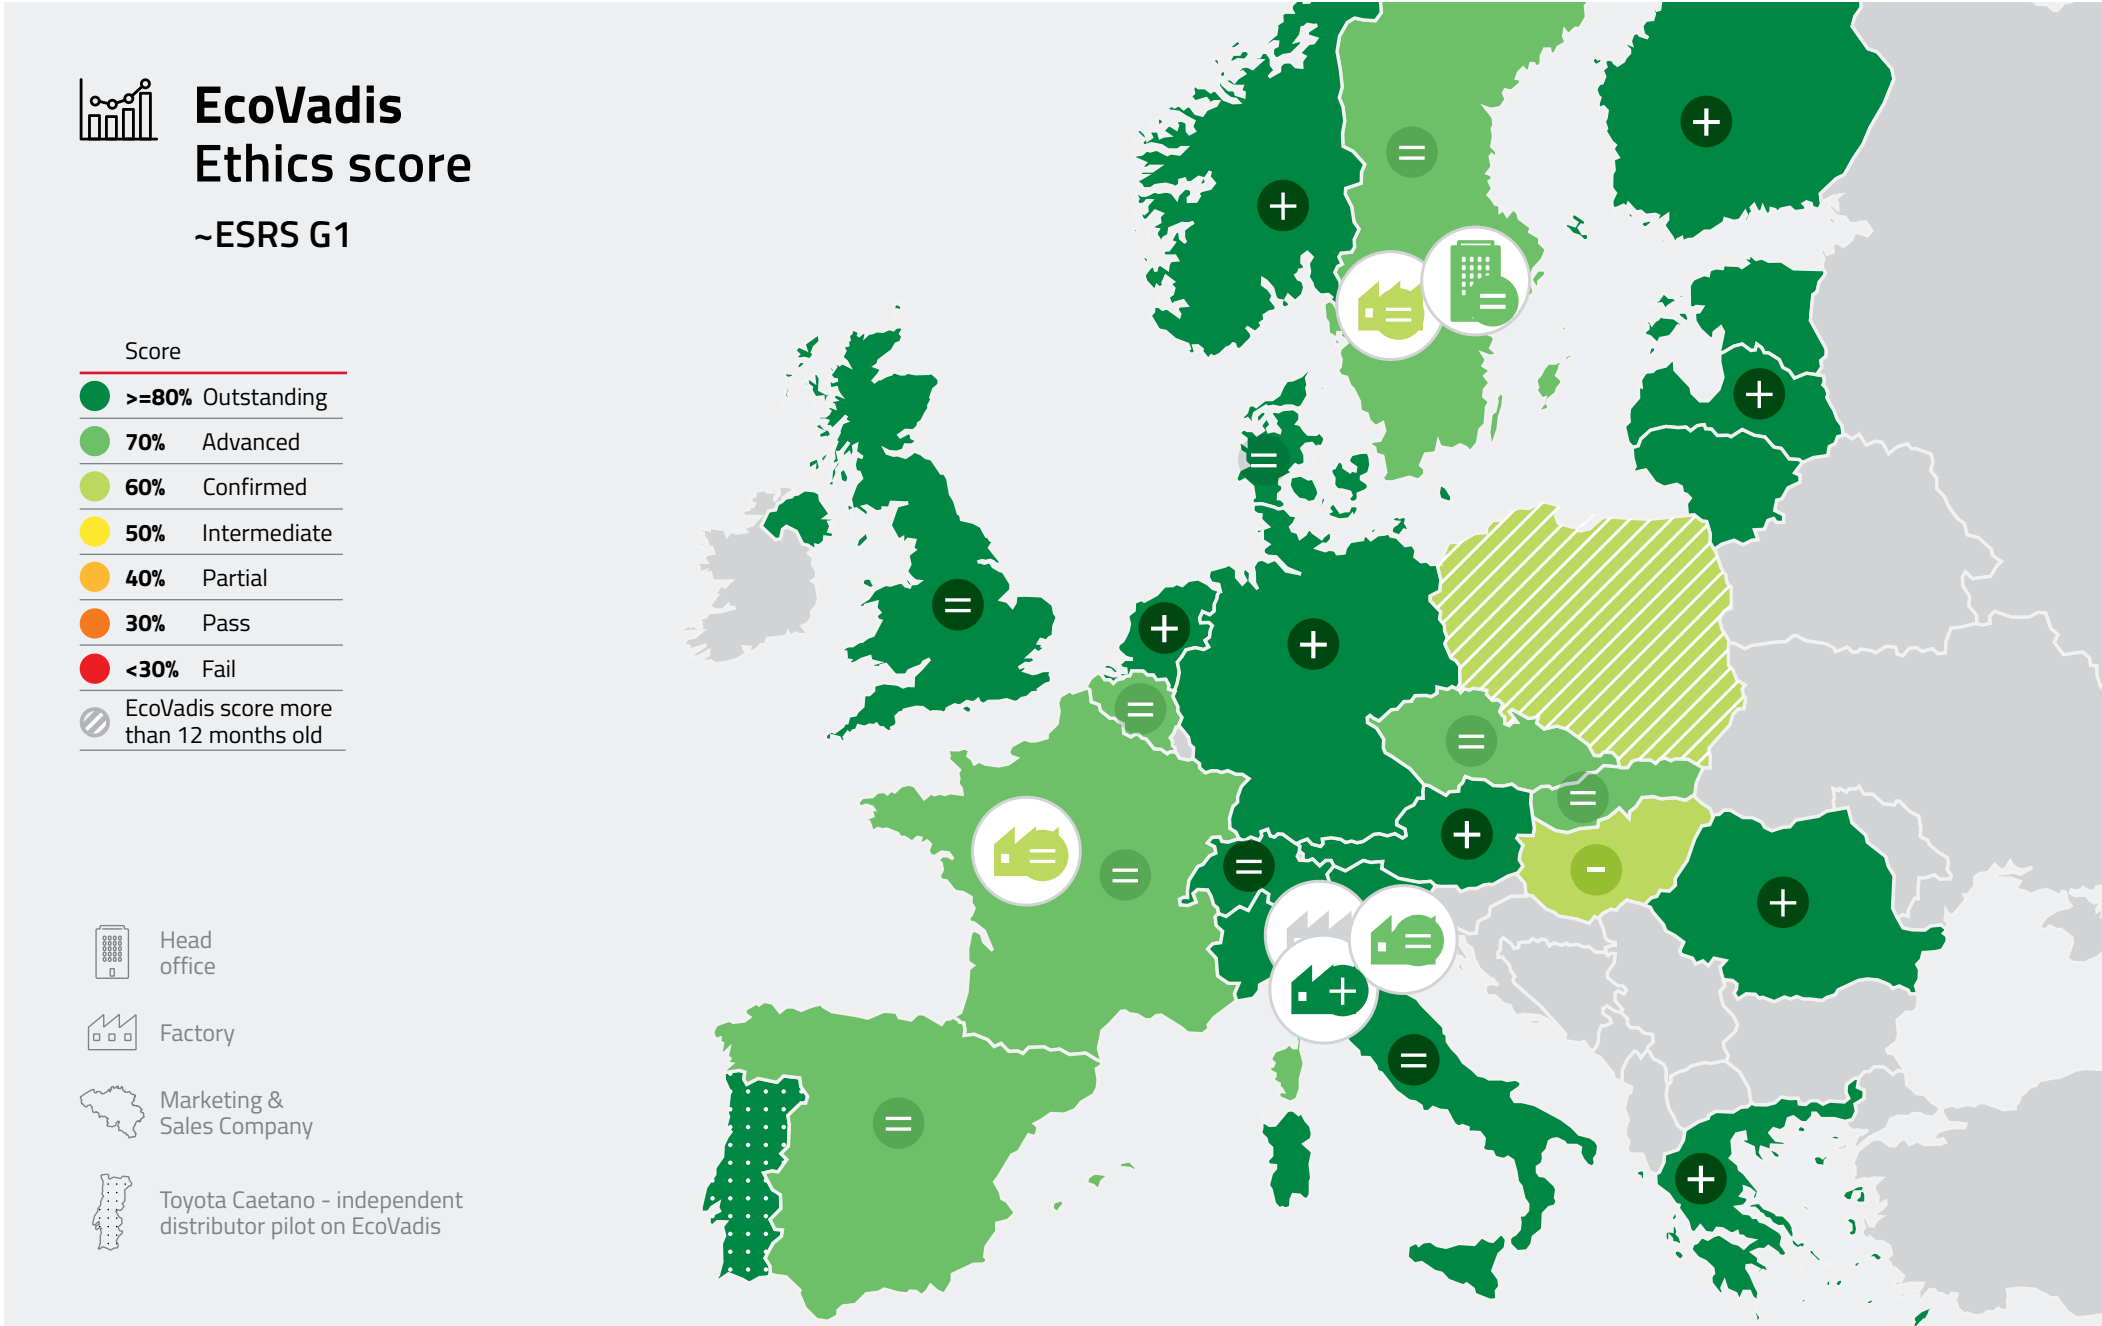 EcoVadis
Ethics score
~ESRS G1
Score
>=80% Outstanding
70% Advanced
60% Confirmed
50% Intermediate
40% Partial
30% Pass
<30% Fail
EcoVadis score more
than 12 months old
Head
office
Factory
Marketing &
Sales Company
Toyota Caetano - independent
distributor pilot on EcoVadis